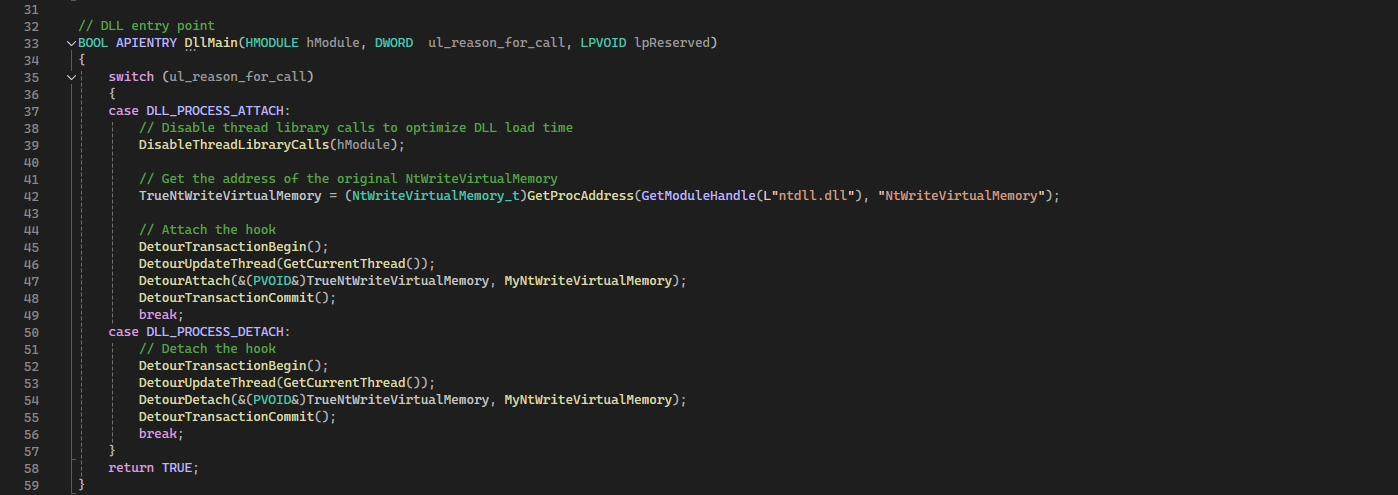 31
32 // DLL entry point
33 BOOL APIENTRY DllMain(HMODULE hModule, DWORD  ul_reason_for_call, LPVOID lpReserved)
34 {
35     switch (ul_reason_for_call)
36     {
37     case DLL_PROCESS_ATTACH:
38         // Disable thread library calls to optimize DLL load time
39         DisableThreadLibraryCalls(hModule);
40
41         // Get the address of the original NtWriteVirtualMemory
42         TrueNtWriteVirtualMemory = (NtWriteVirtualMemory_t)GetProcAddress(GetModuleHandle(L"ntdll.dll"), "NtWriteVirtualMemory");
43
44         // Attach the hook
45         DetourTransactionBegin();
46         DetourUpdateThread(GetCurrentThread());
47         DetourAttach(&(PVOID&)TrueNtWriteVirtualMemory, MyNtWriteVirtualMemory);
48         DetourTransactionCommit();
49         break;
50     case DLL_PROCESS_DETACH:
51         // Detach the hook
52         DetourTransactionBegin();
53         DetourUpdateThread(GetCurrentThread());
54         DetourDetach(&(PVOID&)TrueNtWriteVirtualMemory, MyNtWriteVirtualMemory);
55         DetourTransactionCommit();
56         break;
57     }
58     return TRUE;
59 }